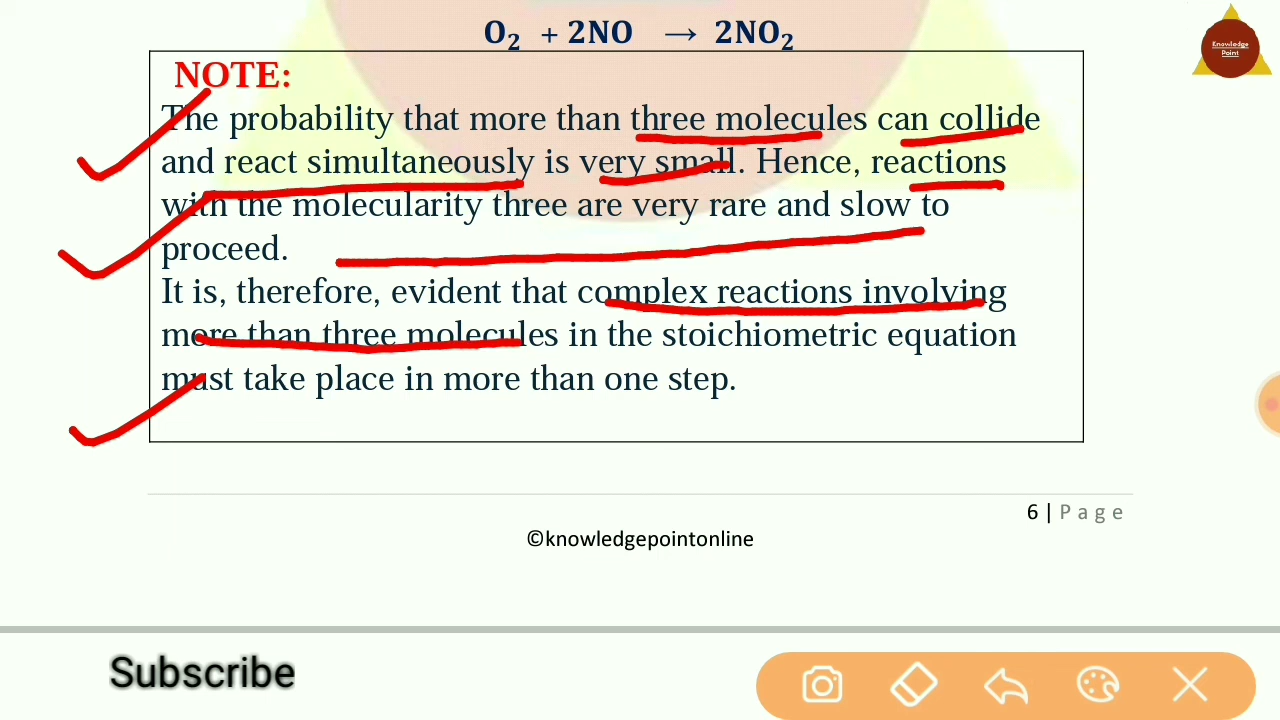 O₂ + 2NO → 2NO₂
Knowledge
Point
NOTE:
The probability that more than three molecules can collide
and react simultaneously is very small. Hence, reactions
with the molecularity three are very rare and slow to
proceed.
It is, therefore, evident that complex reactions involving
more than three molecules in the stoichiometric equation
must take place in more than one step.
6 | Page
©knowledgepointonline
Subscribe